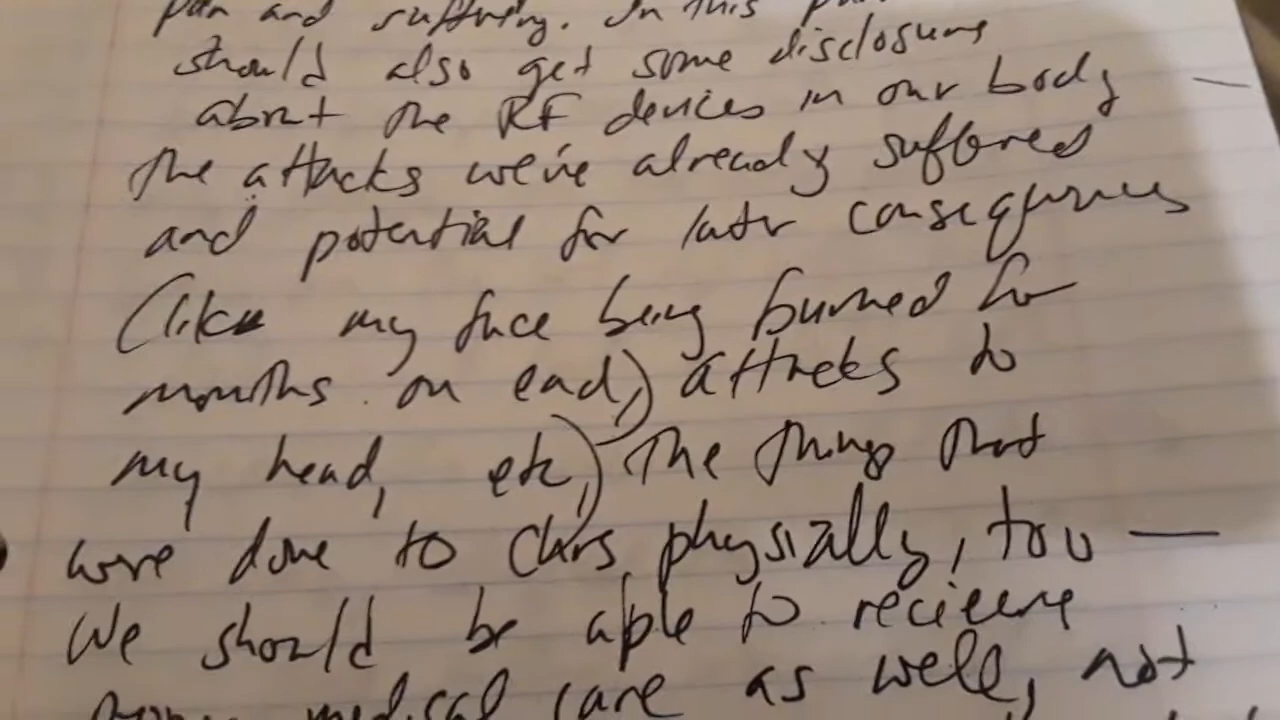 pain and suffering. In this
should also get some disclosures
about the RF devices in our body
the attacks we've already suffered
and potential for later consequences
(like my face being burned for
months on end,) attacks to
my head, etc,) The things that
were done to Chris physially, too —
We should be able to recieve
medical care as well, not